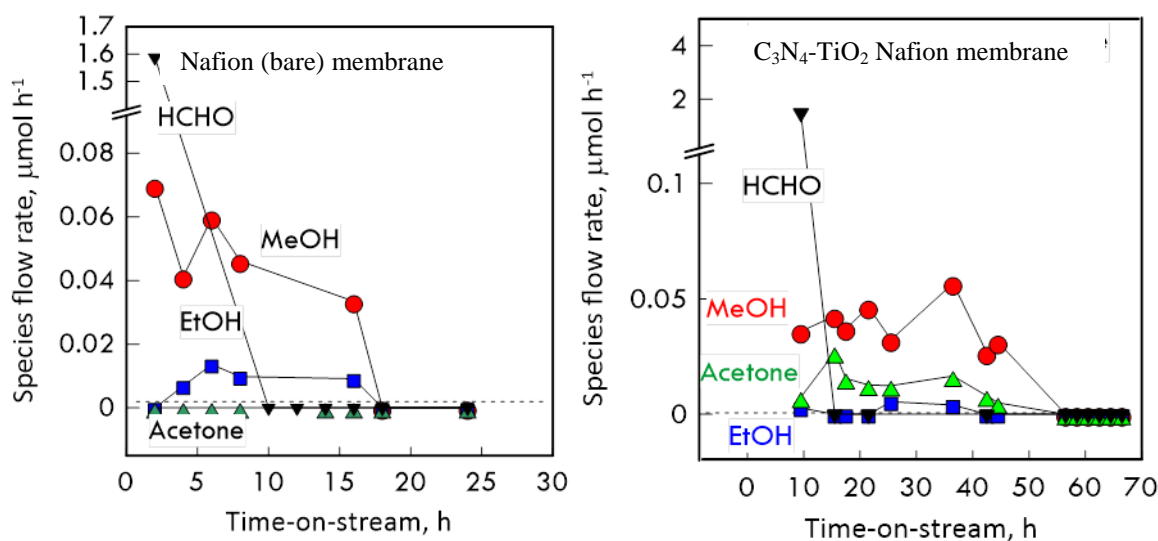 Species flow rate, μmol h⁻¹
1.7
1.6
1.5
0.08
0.06
0.04
0.02
0
Nafion (bare) membrane
HCHO
MeOH
EtOH
Acetone
0 5 10 15 20 25 30
Time-on-stream, h
Species flow rate, μmol h⁻¹
4
2
0.1
0.05
0
C₃N₄-TiO₂ Nafion membrane
HCHO
MeOH
Acetone
EtOH
0 10 20 30 40 50 60 70
Time-on-stream, h